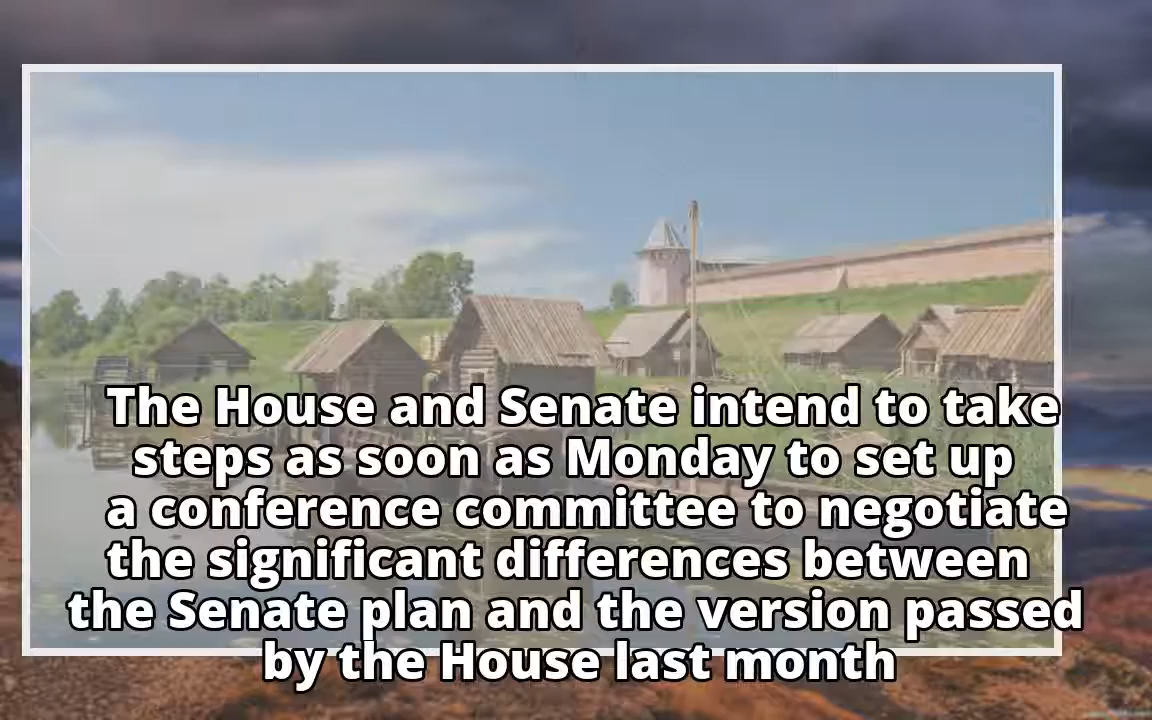 The House and Senate intend to take
steps as soon as Monday to set up
a conference committee to negotiate
the significant differences between
the Senate plan and the version passed
by the House last month